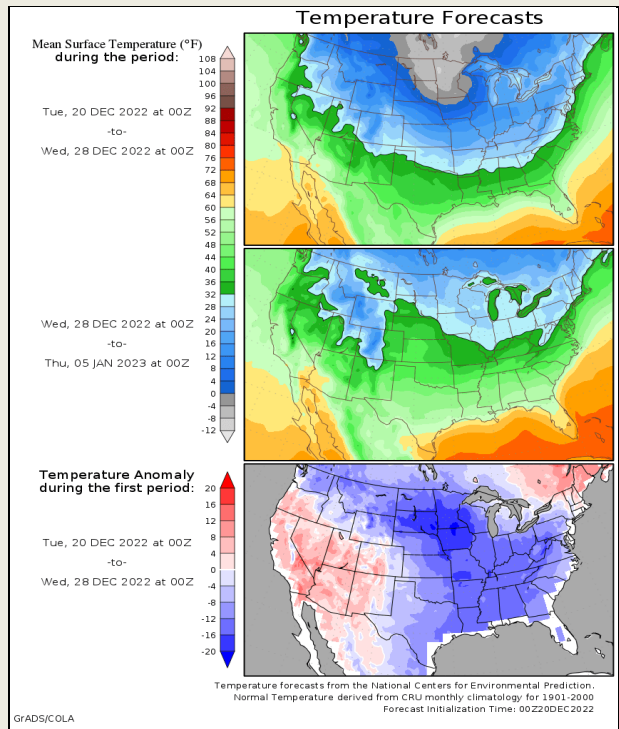 Temperature Forecasts
Mean Surface Temperature (°F)
during the period:
Tue, 20 DEC 2022 at 00Z
-to-
Wed, 28 DEC 2022 at 00Z
108
104
100
96
92
88
84
80
76
72
68
64
60
56
52
48
44
40
36
32
28
24
20
16
12
8
4
0
-4
-8
-12
Wed, 28 DEC 2022 at 00Z
-to-
Thu, 05 JAN 2023 at 00Z
Temperature Anomaly
during the first period:
Tue, 20 DEC 2022 at 00Z
-to-
Wed, 28 DEC 2022 at 00Z
20
16
12
8
4
0
-4
-8
-12
-16
-20
Temperature forecasts from the National Centers for Environmental Prediction.
Normal Temperature derived from CRU monthly climatology for 1901-2000
Forecast Initialization Time: 00Z20DEC2022
GrADS/COLA